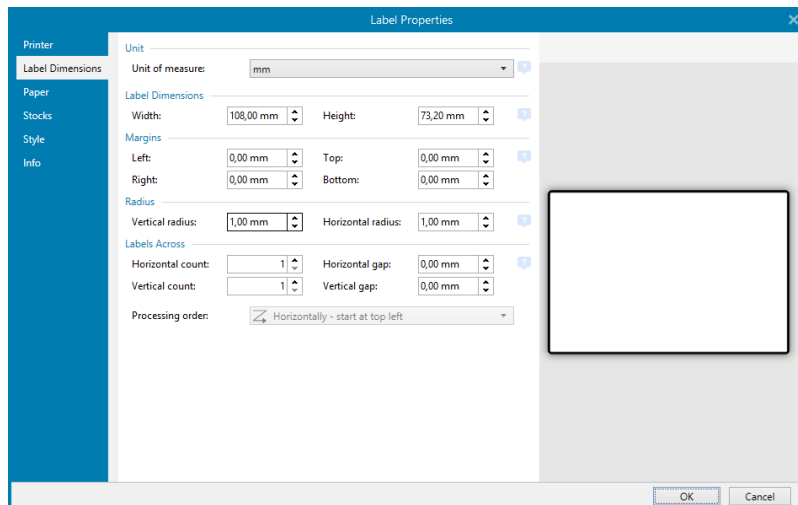 Label Properties
Printer
Label Dimensions
Paper
Stocks
Style
Info
Unit
Unit of measure: mm
Label Dimensions
Width: 108,00 mm Height: 73,20 mm
Margins
Left: 0,00 mm Top: 0,00 mm
Right: 0,00 mm Bottom: 0,00 mm
Radius
Vertical radius: 1,00 mm Horizontal radius: 1,00 mm
Labels Across
Horizontal count: 1 Horizontal gap: 0,00 mm
Vertical count: 1 Vertical gap: 0,00 mm
Processing order: Horizontally - start at top left
OK Cancel